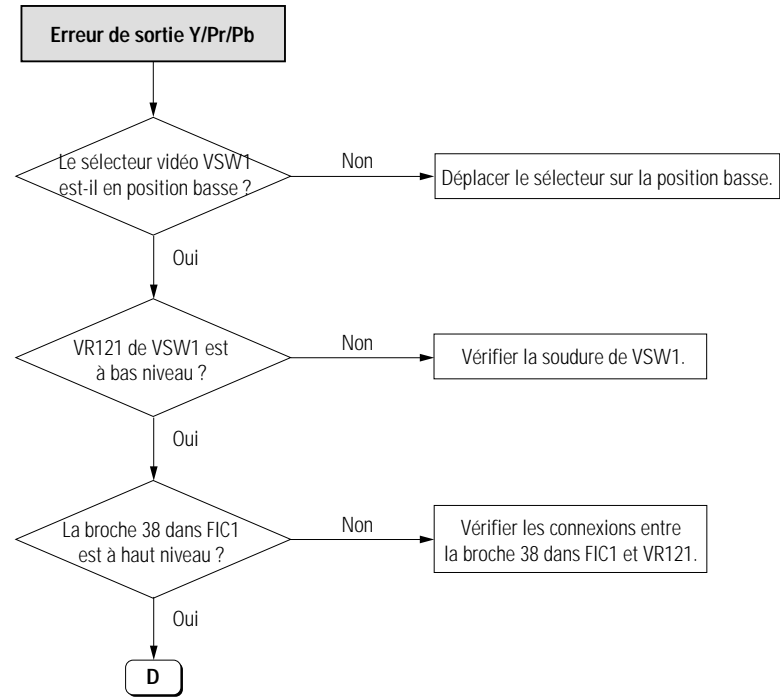 Erreur de sortie Y/Pr/Pb
Le sélecteur vidéo VSW1
est-il en position basse ?
Non
Déplacer le sélecteur sur la position basse.
Oui
VR121 de VSW1 est
à bas niveau ?
Non
Vérifier la soudure de VSW1.
Oui
La broche 38 dans FIC1
est à haut niveau ?
Non
Vérifier les connexions entre
la broche 38 dans FIC1 et VR121.
Oui
D